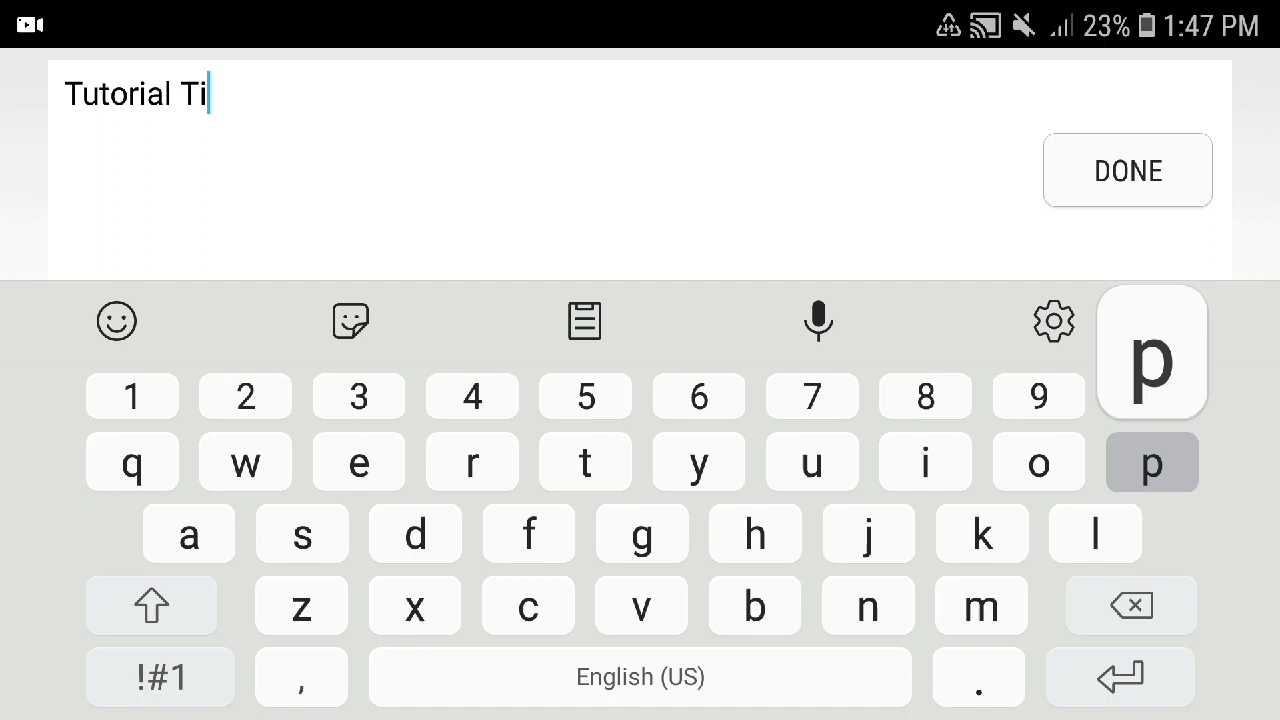 23% 1:47 PM
Tutorial Ti
DONE
p
1 2 3 4 5 6 7 8 9
q w e r t y u i o p
a s d f g h j k l
z x c v b n m
!#1 , English (US) .